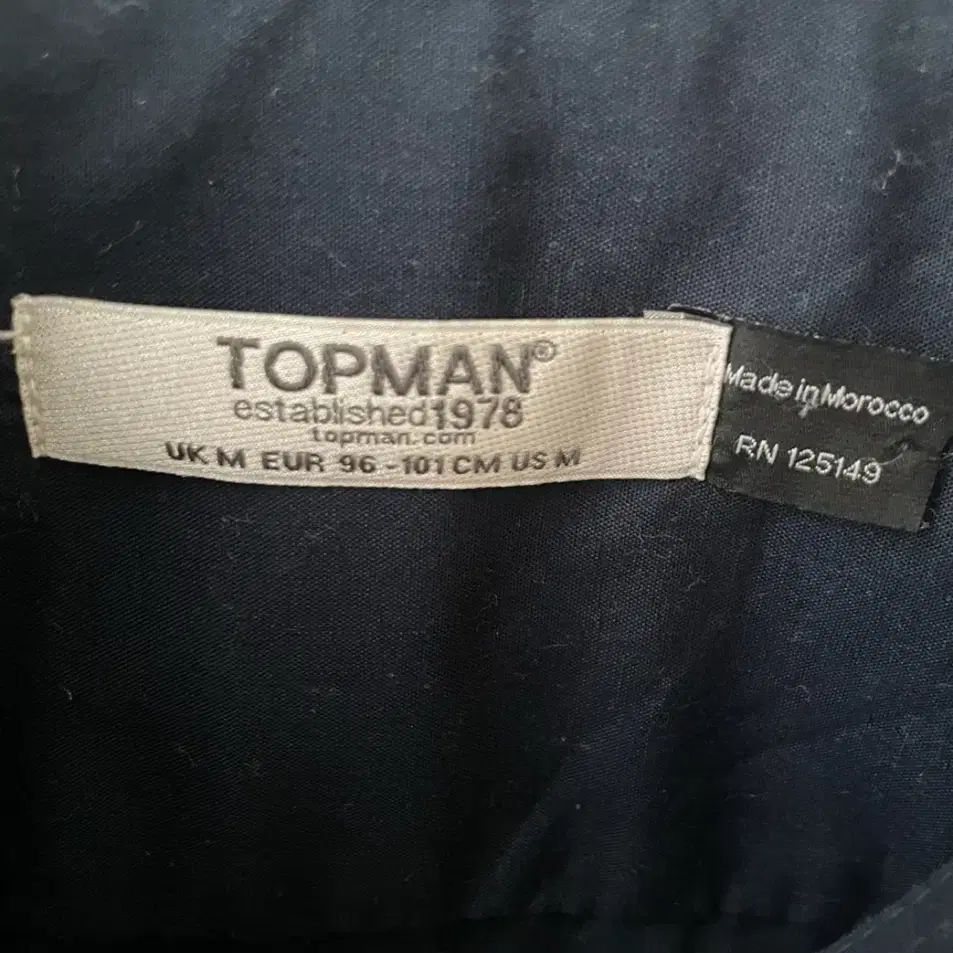 TOPMAN®
established1978
topman.com
UK M EUR 96 - 101 CM US M
Made in Morocco
RN 125149